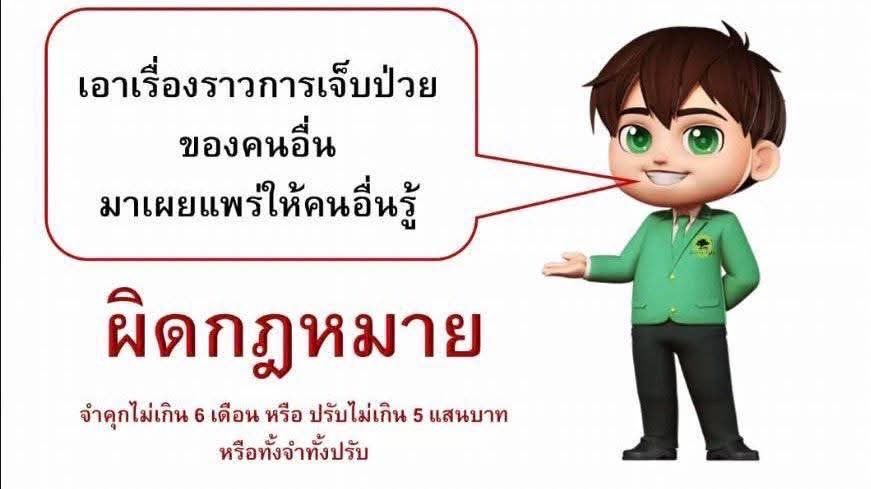 เอาเรื่องราวการเจ็บป่วย
ของคนอื่น
มาเผยแพร่ให้คนอื่นรู้
ผิดกฎหมาย
จำคุกไม่เกิน 6 เดือน หรือ ปรับไม่เกิน 5 แสนบาท
หรือทั้งจำทั้งปรับ